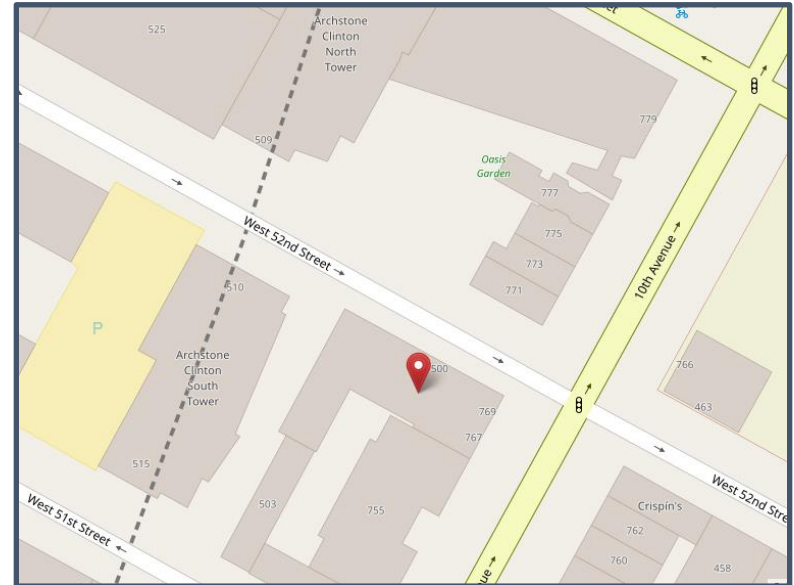 525
Archstone
Clinton
North
Tower
et
509
779
Oasis
Garden
777
775
773
771
West 52nd Street →
10th Avenue →
510
P
Archstone
Clinton
South
Tower
515
500
769
767
766
463
503
755
West 51st Street
West 52nd Stre
Crispin's
762
760
458
ue